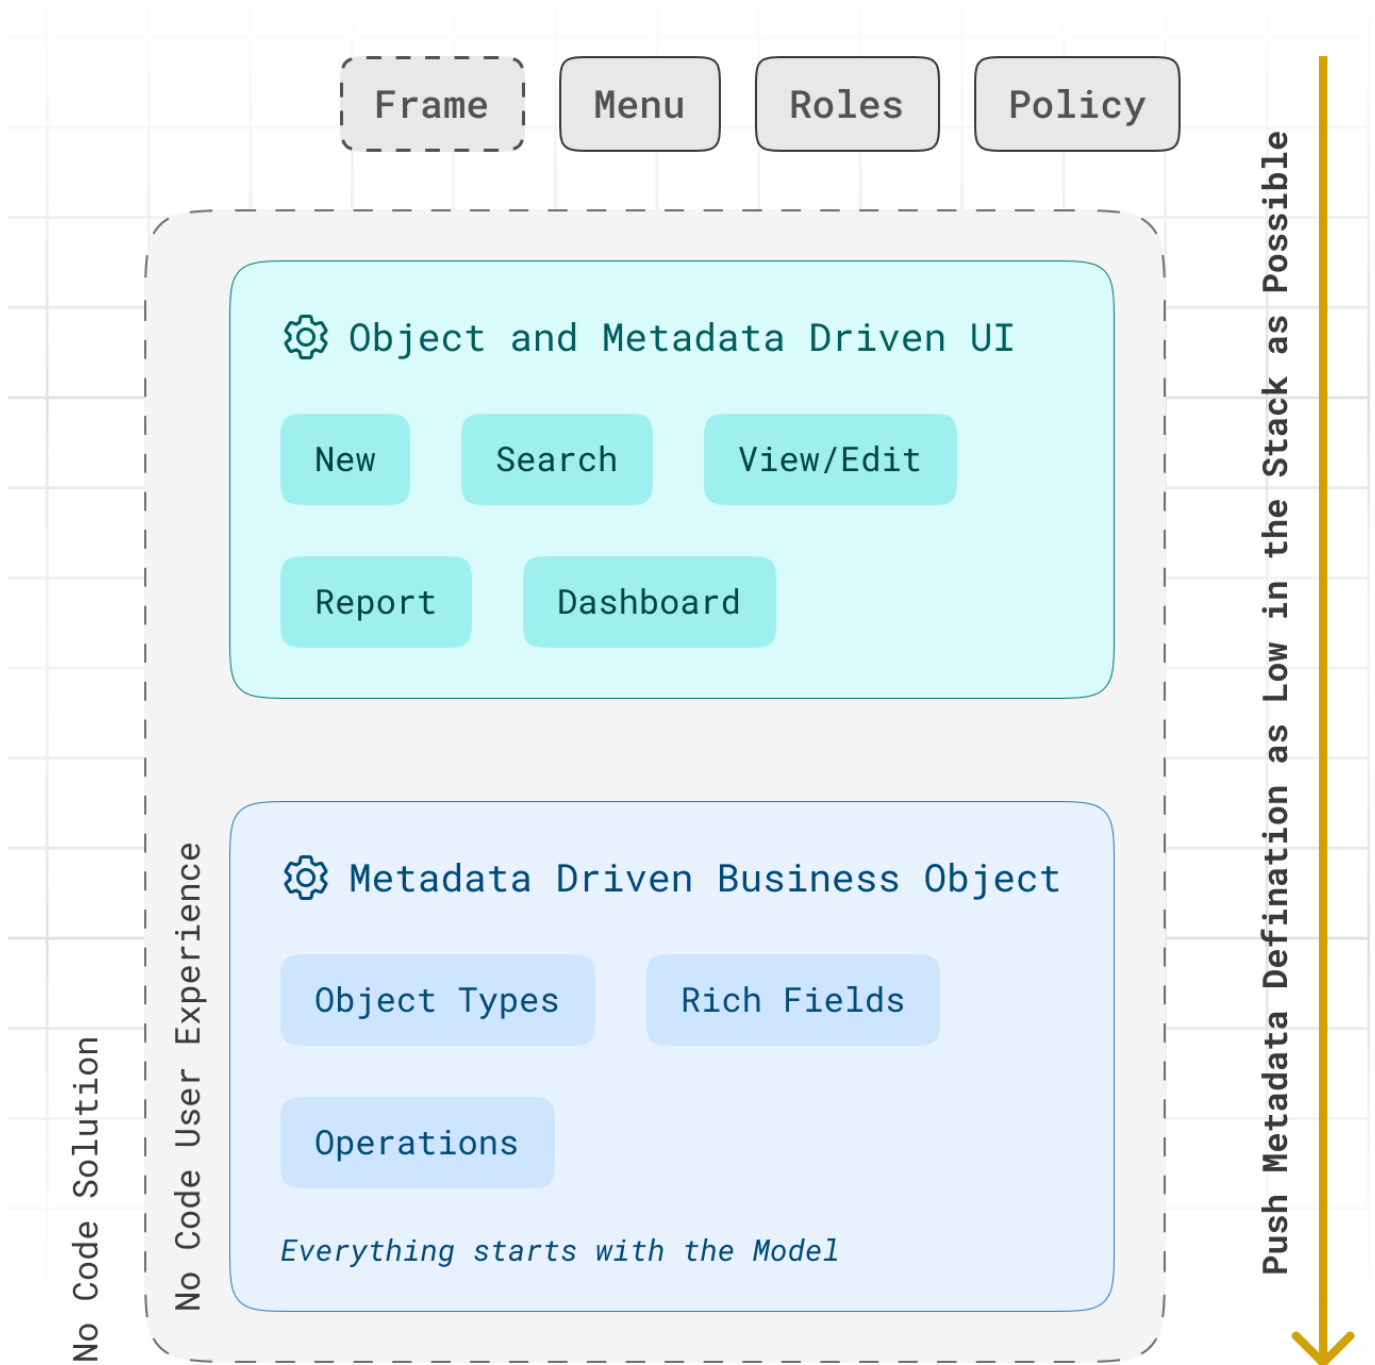 Frame
Menu
Roles
Policy
Object and Metadata Driven UI
New
Search
View/Edit
Report
Dashboard
Metadata Driven Business Object
Object Types
Rich Fields
Operations
Everything starts with the Model
No Code User Experience
No Code Solution
Push Metadata Defination as Low in the Stack as Possible